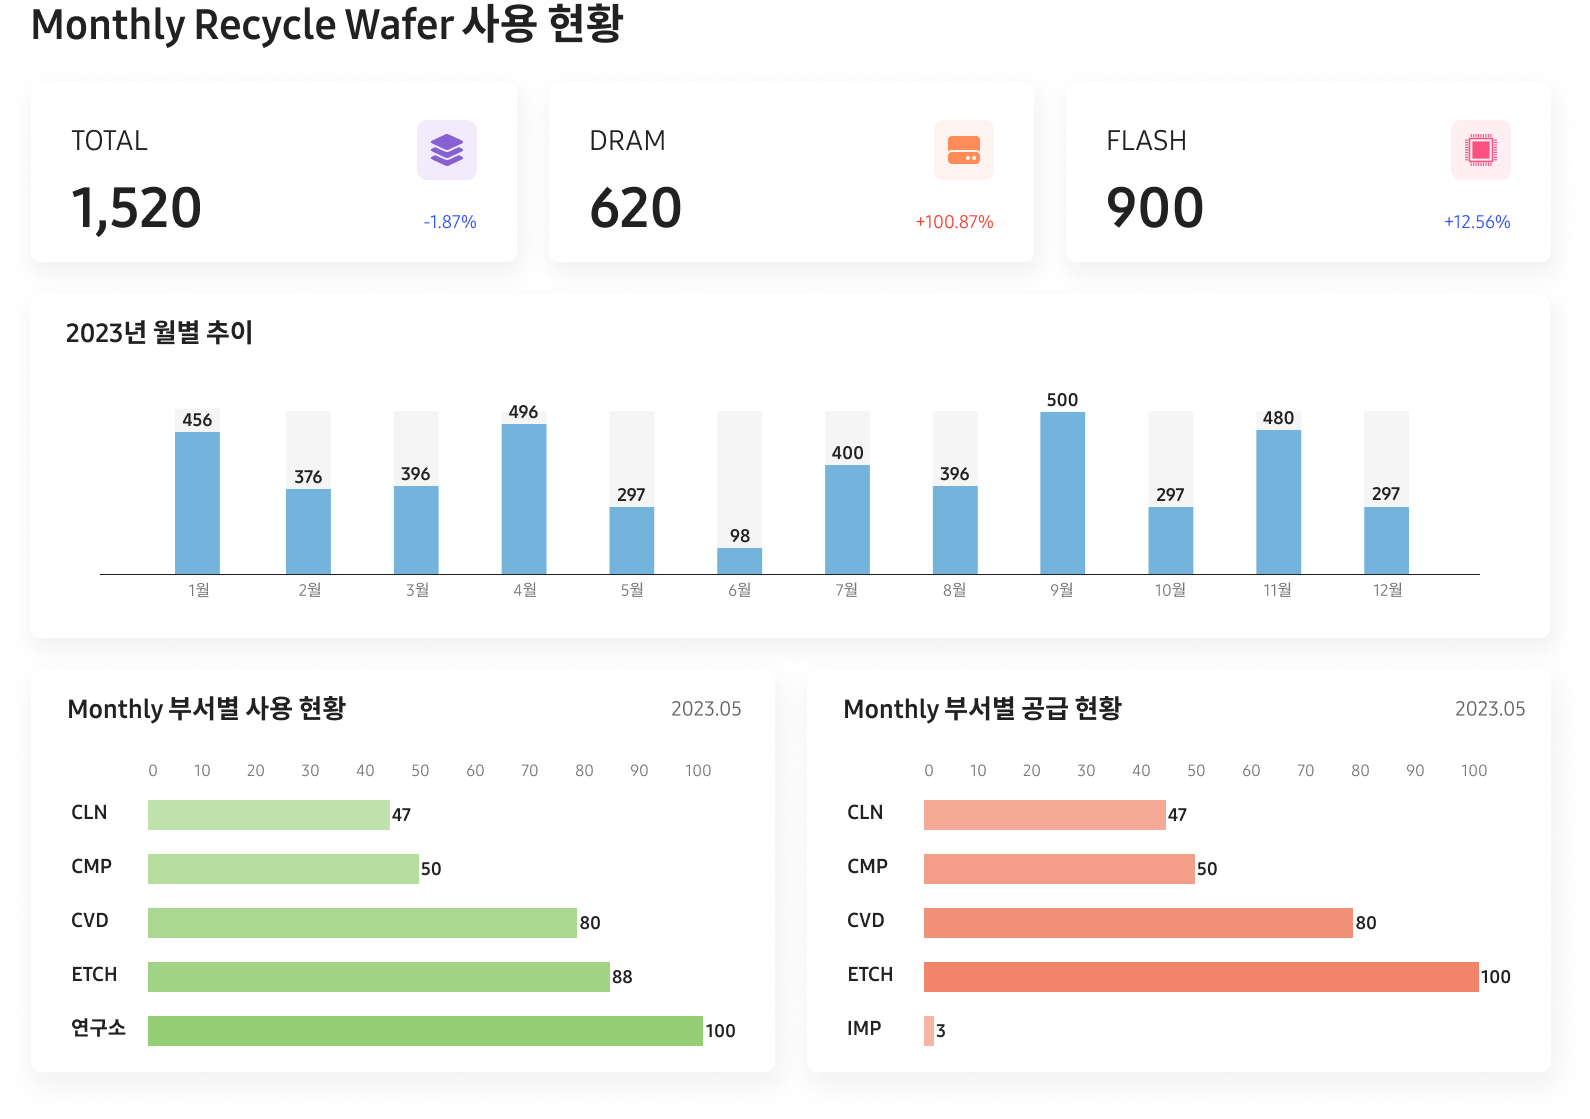 Monthly Recycle Wafer 사용 현황
TOTAL
1,520
-1.87%
DRAM
620
+100.87%
FLASH
900
+12.56%
2023년 월별 추이
456
376
396
496
297
98
400
396
500
297
480
297
1월 2월 3월 4월 5월 6월 7월 8월 9월 10월 11월 12월
Monthly 부서별 사용 현황
2023.05
0 10 20 30 40 50 60 70 80 90 100
CLN 47
CMP 50
CVD 80
ETCH 88
연구소 100
Monthly 부서별 공급 현황
2023.05
0 10 20 30 40 50 60 70 80 90 100
CLN 47
CMP 50
CVD 80
ETCH 100
IMP 3